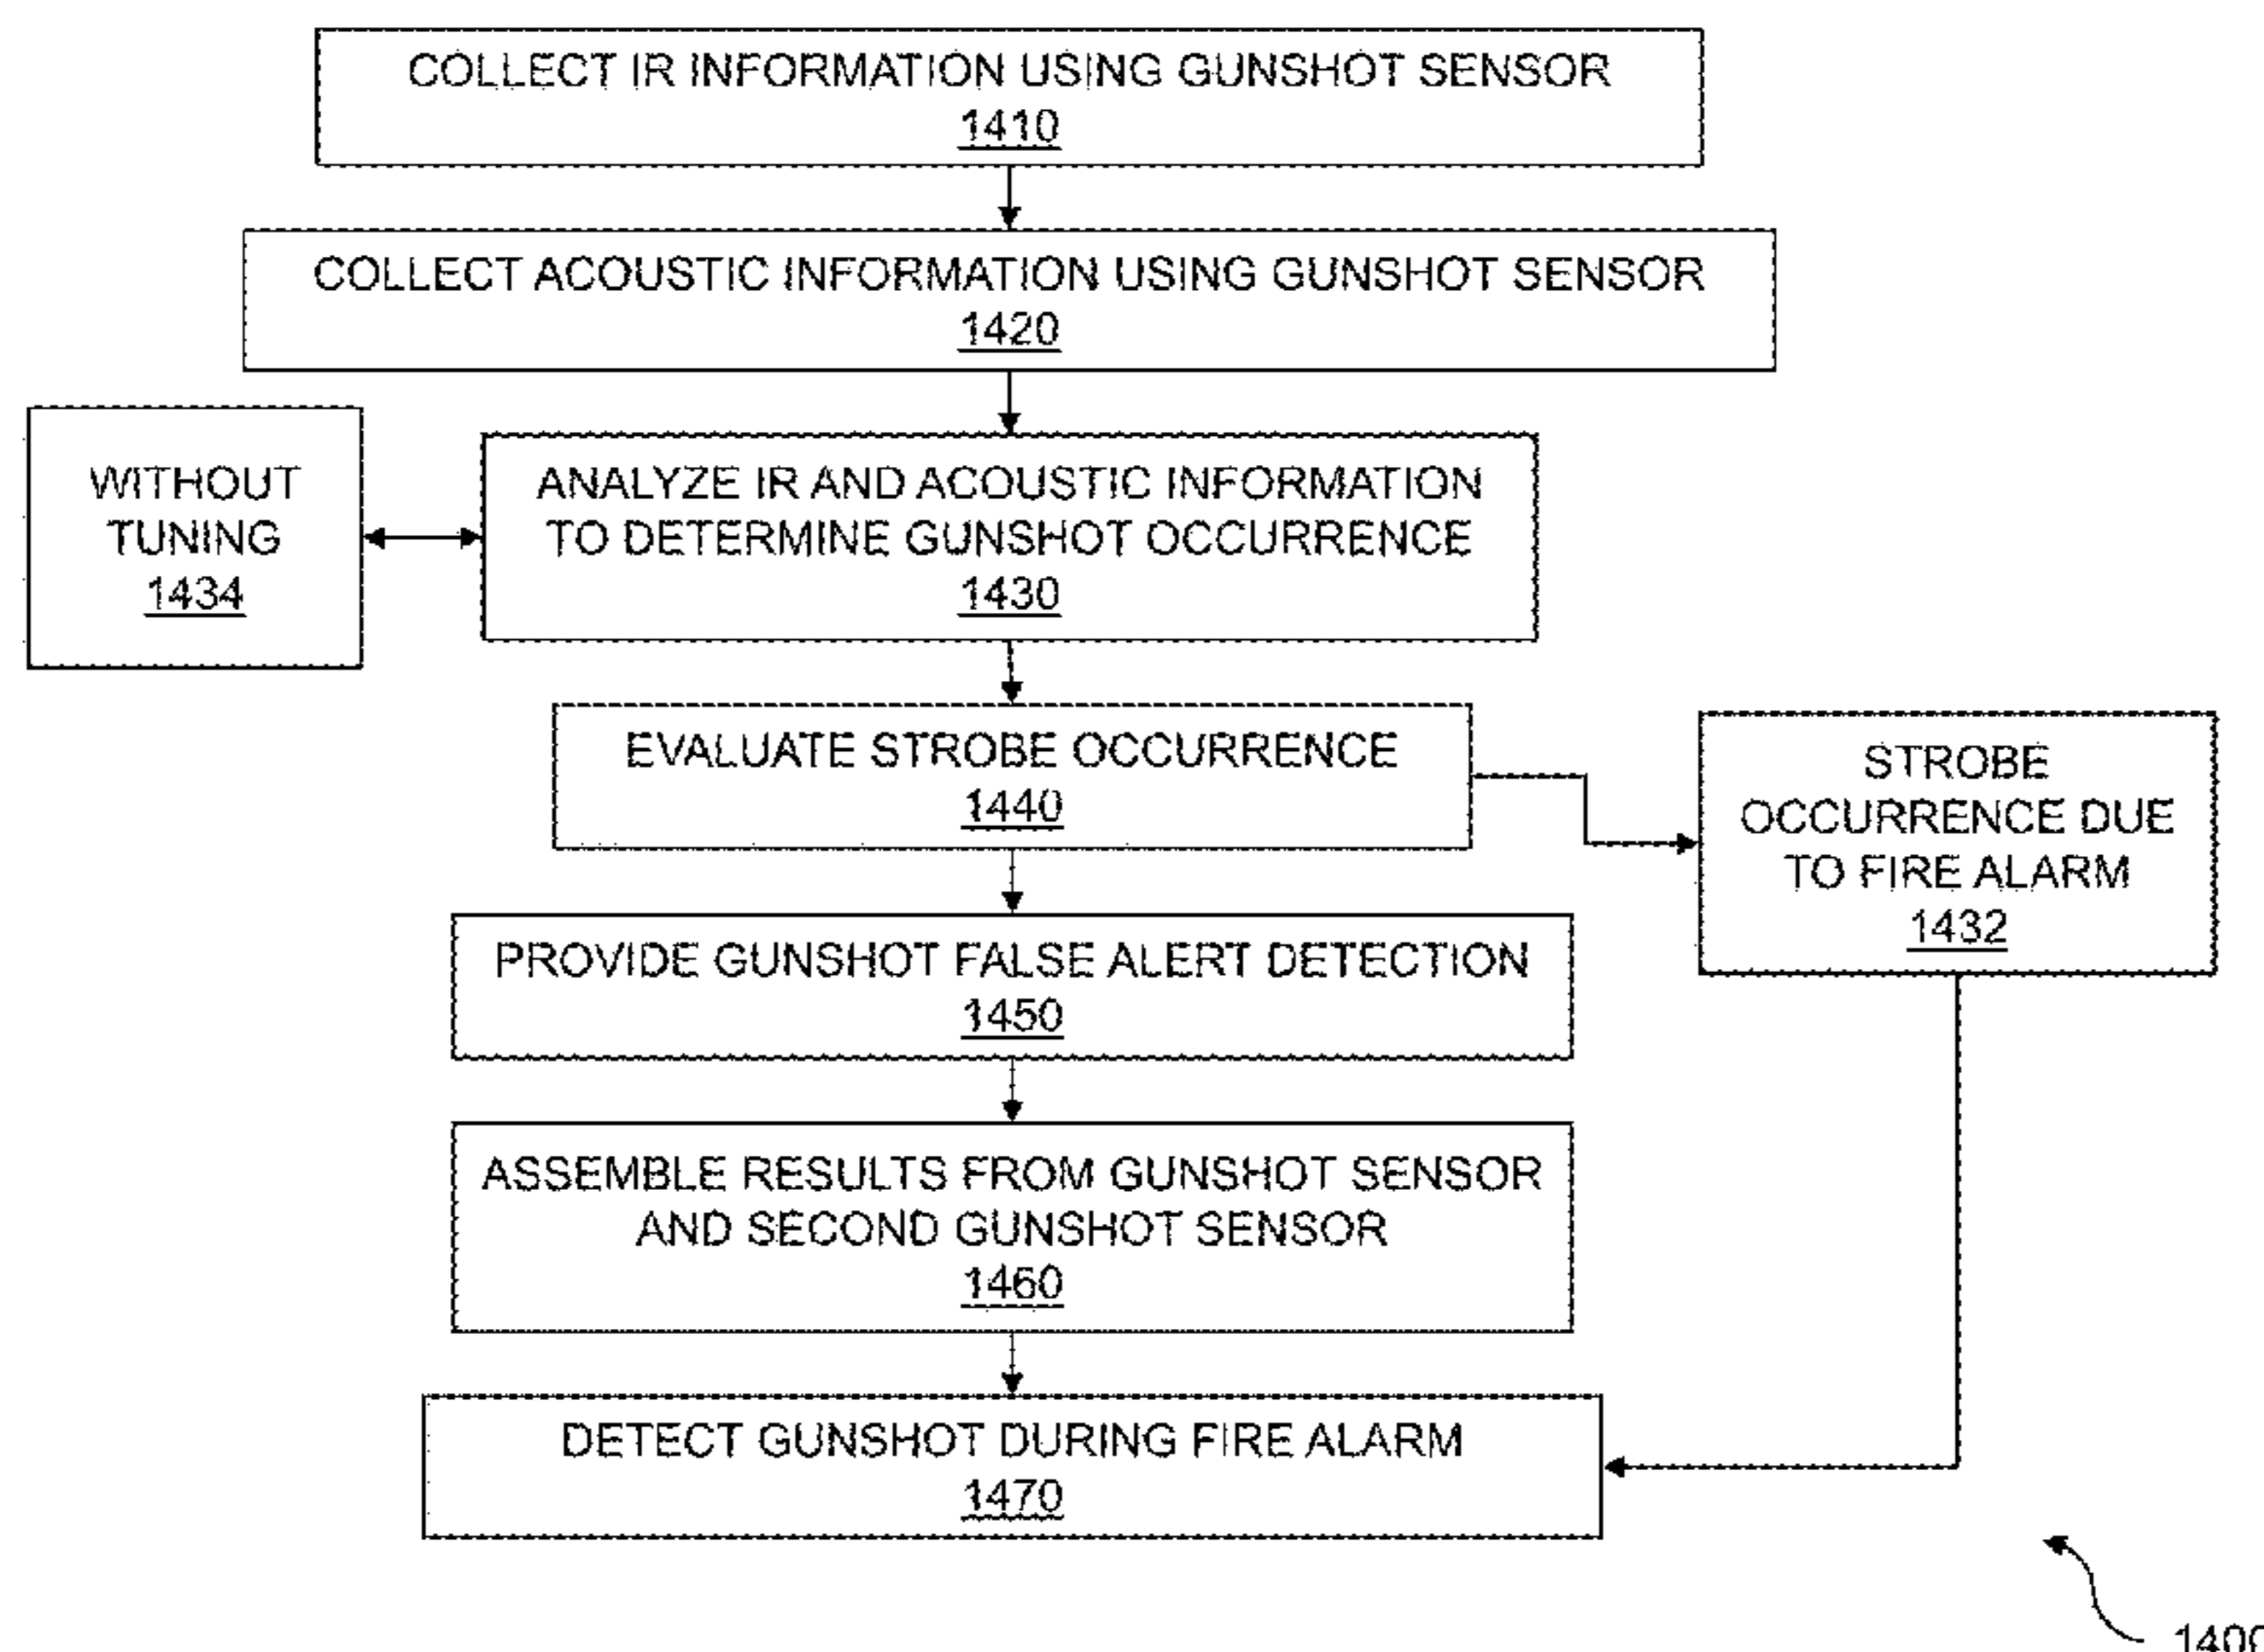 COLLECT IR INFORMATION USING GUNSHOT SENSOR
1410
COLLECT ACOUSTIC INFORMATION USING GUNSHOT SENSOR
1420
WITHOUT
TUNING
1434
ANALYZE IR AND ACOUSTIC INFORMATION
TO DETERMINE GUNSHOT OCCURRENCE
1430
EVALUATE STROBE OCCURRENCE
1440
STROBE
OCCURRENCE DUE
TO FIRE ALARM
1432
PROVIDE GUNSHOT FALSE ALERT DETECTION
1450
ASSEMBLE RESULTS FROM GUNSHOT SENSOR
AND SECOND GUNSHOT SENSOR
1460
DETECT GUNSHOT DURING FIRE ALARM
1470
1400